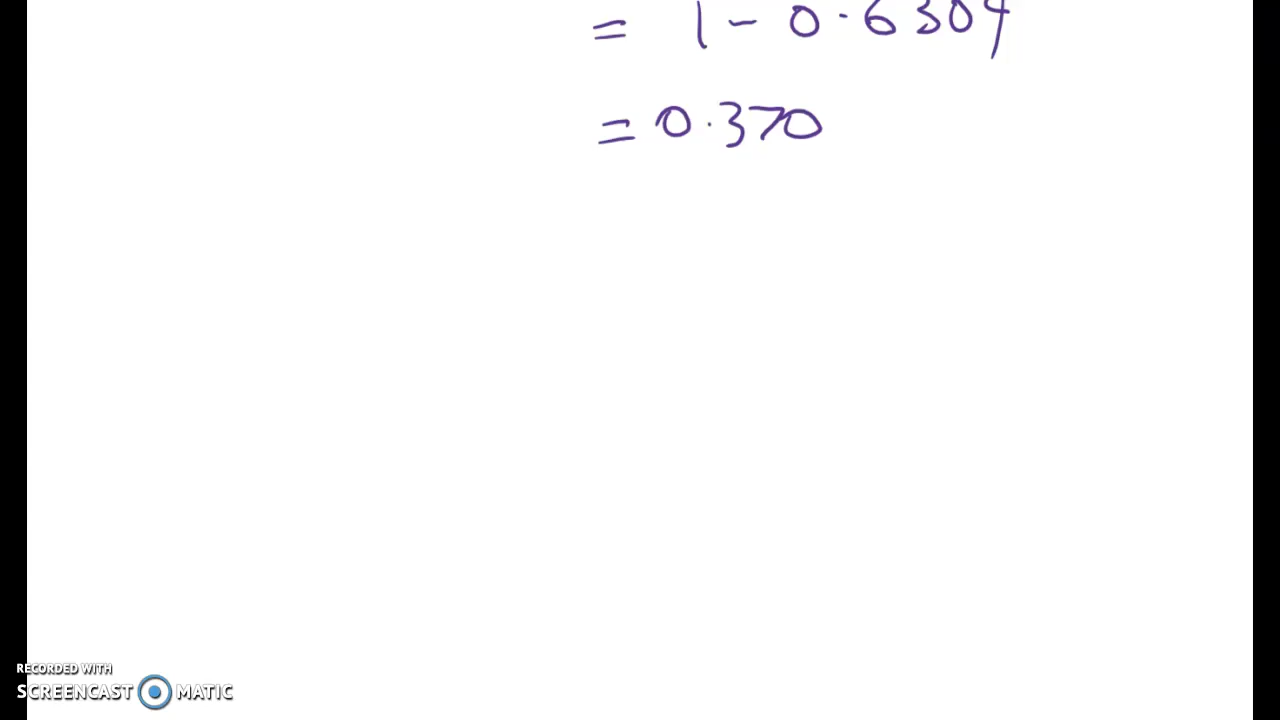 = 1 - 0.6304
= 0.370
RECORDED WITH
SCREENCAST MATIC